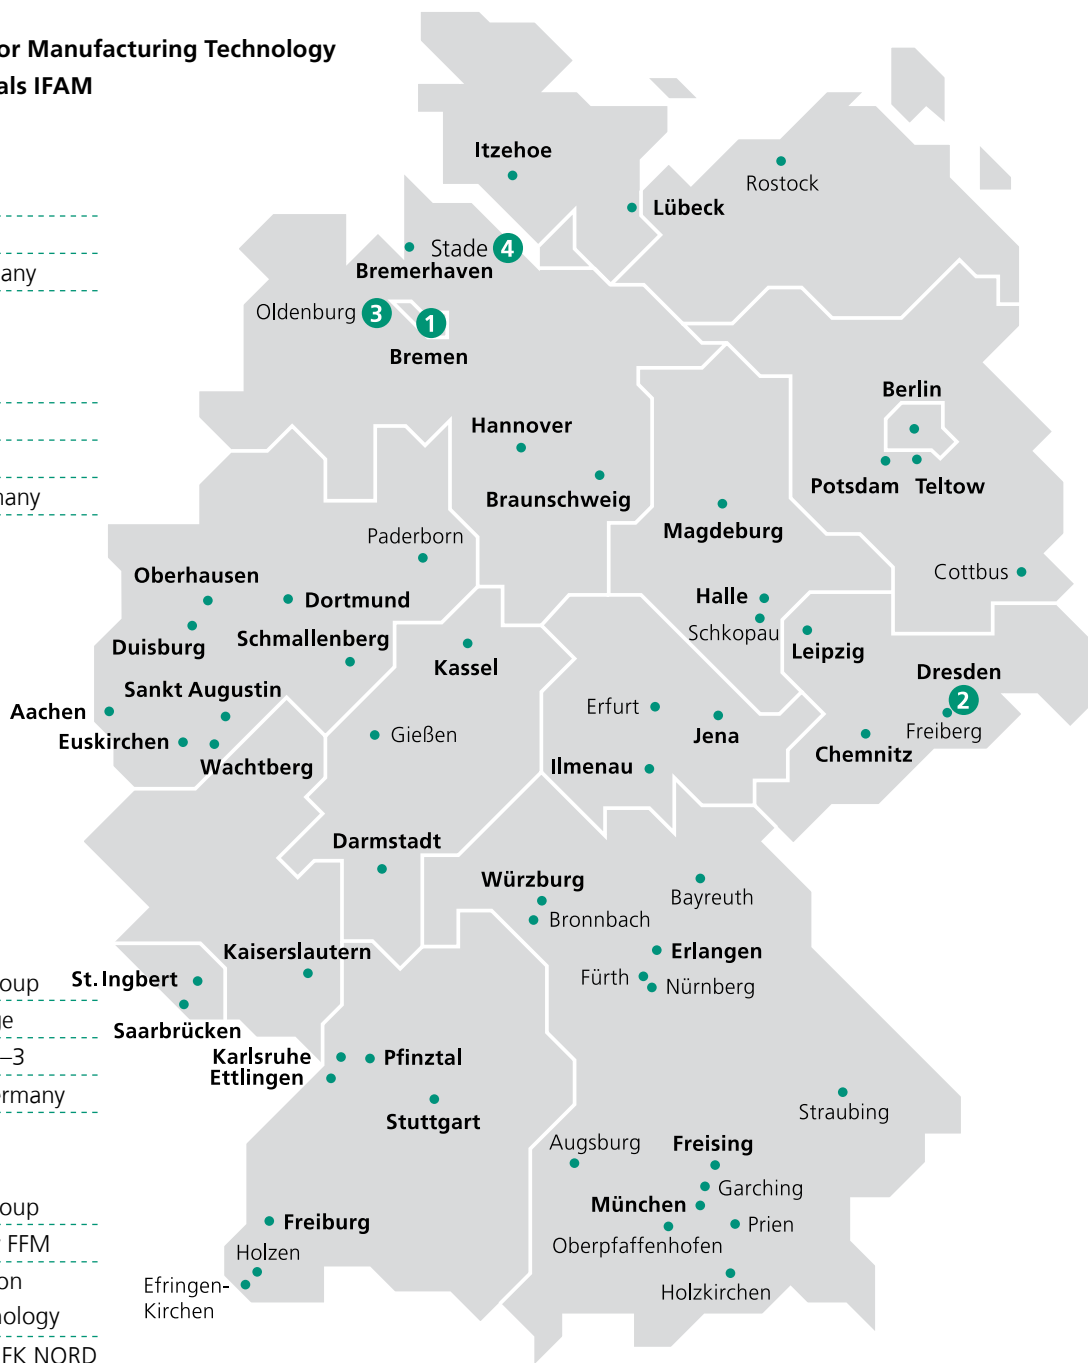 or Manufacturing Technology
als IFAM
any
many
oup
ge
–3
ermany
oup
r FFM
on
nology
FK NORD
Itzehoe
Rostock
Lübeck
Stade 4
Bremerhaven
Oldenburg 3
1
Bremen
Berlin
Hannover
Potsdam Teltow
Braunschweig
Magdeburg
Paderborn
Cottbus
Oberhausen
Dortmund
Halle
Schkopau
Duisburg
Schmallenberg
Leipzig
Kassel
Dresden
2
Sankt Augustin
Aachen
Erfurt
Freiberg
Euskirchen
Gießen
Jena
Chemnitz
Wachtberg
Ilmenau
Darmstadt
Würzburg
Bayreuth
Bronnbach
Kaiserslautern
Erlangen
St. Ingbert
Fürth
Nürnberg
Saarbrücken
Karlsruhe
Pfinztal
Ettlingen
Straubing
Stuttgart
Augsburg
Freising
Garching
München
Freiburg
Prien
Oberpfaffenhofen
Holzen
Efringen-
Kirchen
Holzkirchen